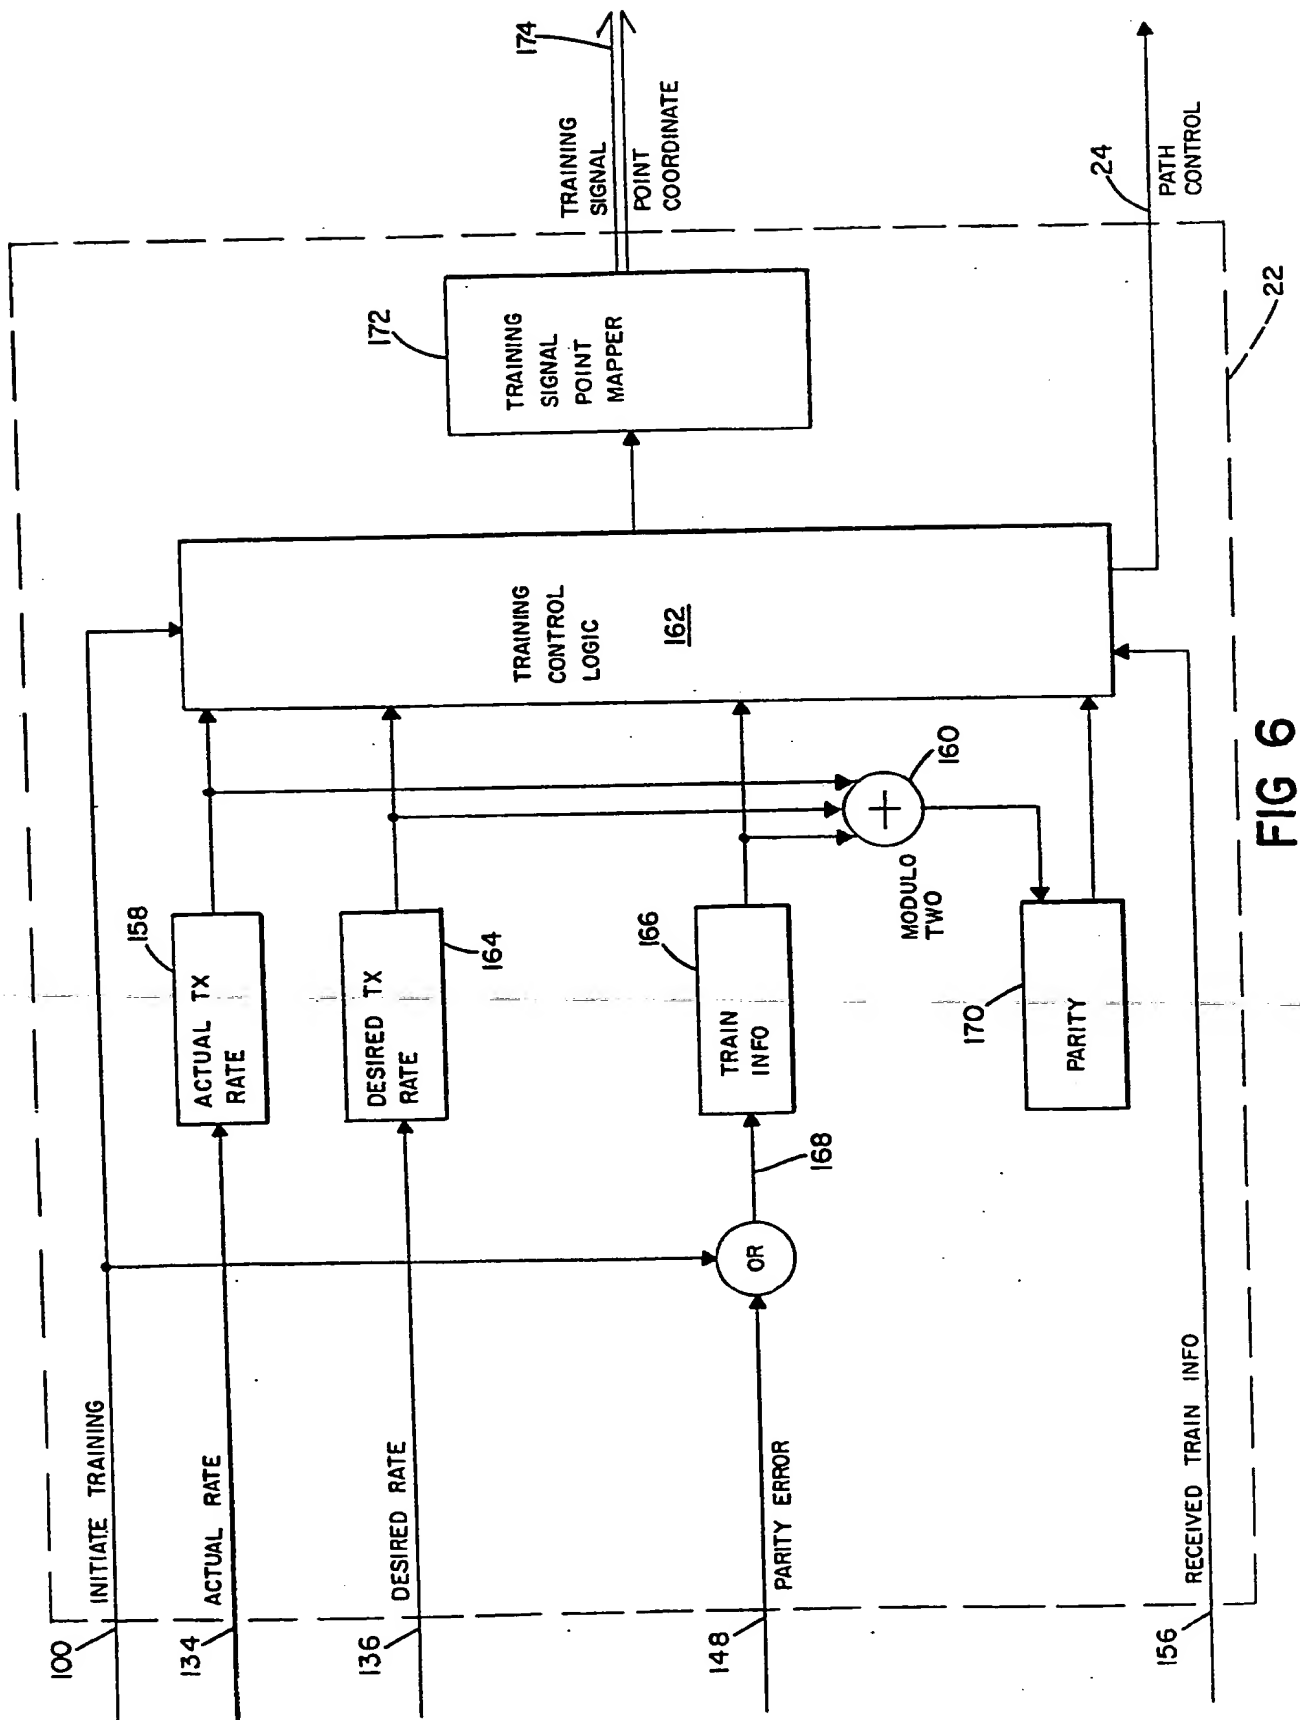 100
INITIATE TRAINING
134
ACTUAL RATE
158
ACTUAL TX
RATE
136
DESIRED RATE
DESIRED TX
RATE
164
148
PARITY ERROR
OR
168
166
TRAIN
INFO
MODULO
TWO
160
170
PARITY
156
RECEIVED TRAIN INFO
TRAINING
CONTROL
LOGIC
162
172
TRAINING
SIGNAL
POINT
MAPPER
174
TRAINING
SIGNAL
POINT
COORDINATE
24
PATH
CONTROL
22
FIG 6